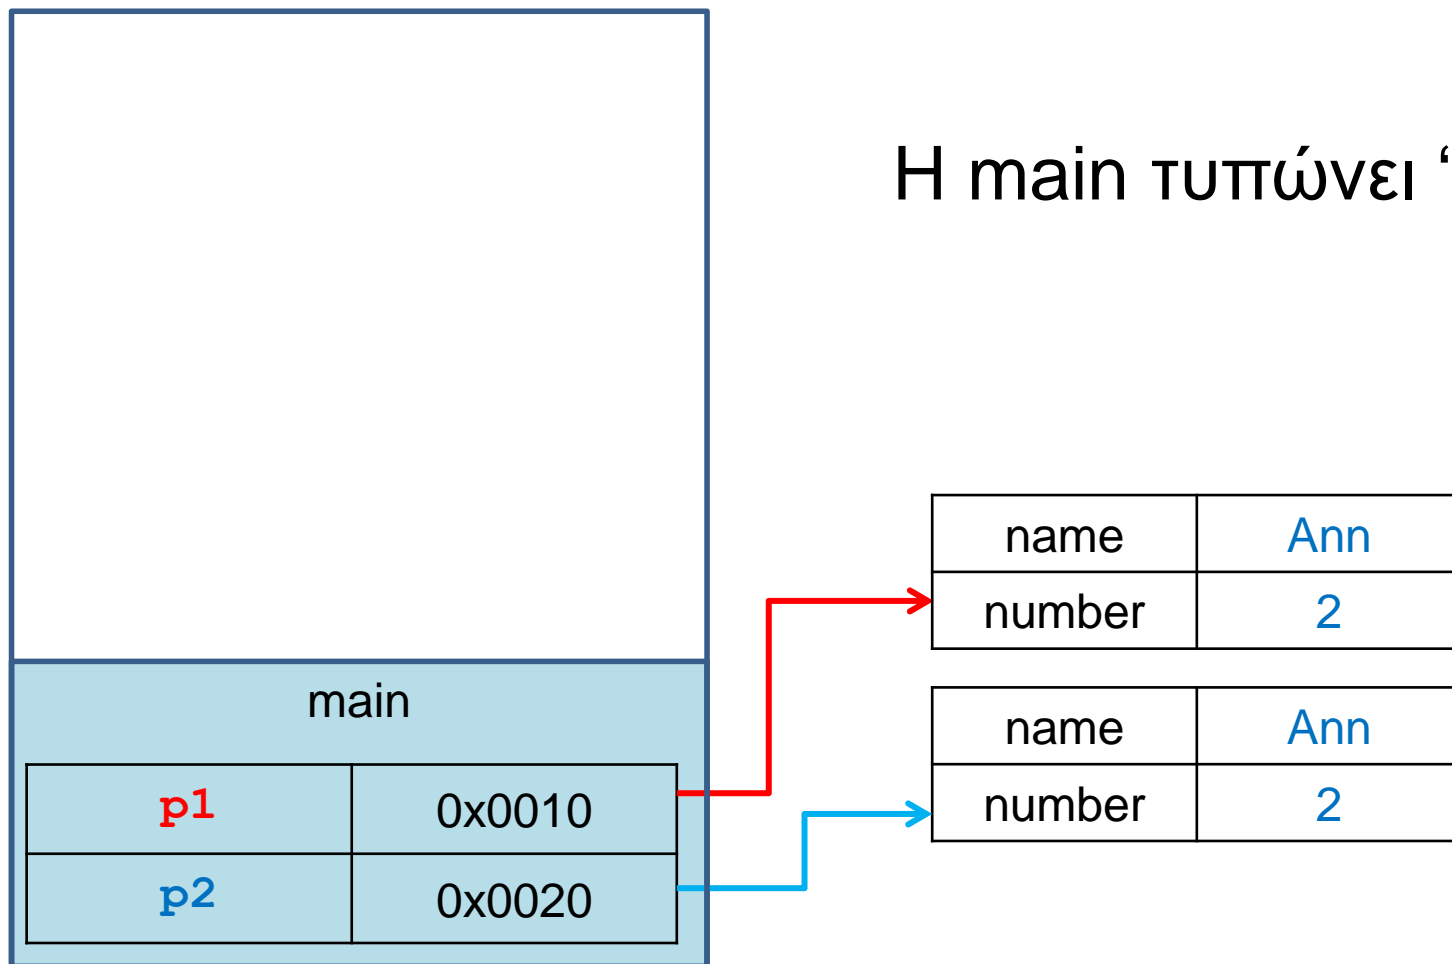 Η main τυπώνει ‘
name Ann
number 2
main
name Ann
p1 0x0010
number 2
p2 0x0020